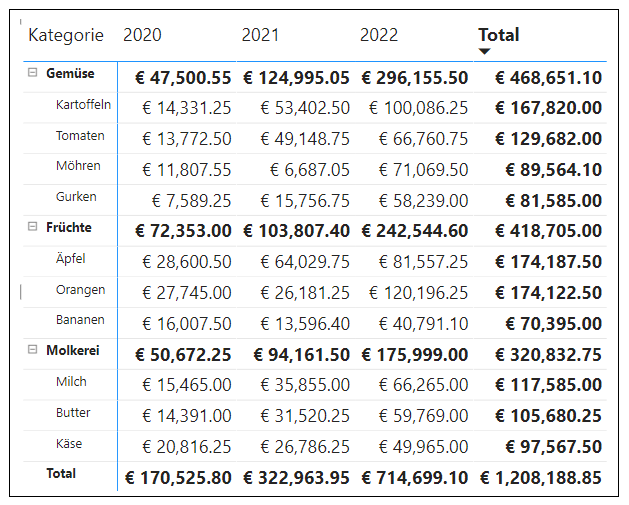 Kategorie 2020 2021 2022 Total
Gemüse € 47,500.55 € 124,995.05 € 296,155.50 € 468,651.10
Kartoffeln € 14,331.25 € 53,402.50 € 100,086.25 € 167,820.00
Tomaten € 13,772.50 € 49,148.75 € 66,760.75 € 129,682.00
Möhren € 11,807.55 € 6,687.05 € 71,069.50 € 89,564.10
Gurken € 7,589.25 € 15,756.75 € 58,239.00 € 81,585.00
Früchte € 72,353.00 € 103,807.40 € 242,544.60 € 418,705.00
Äpfel € 28,600.50 € 64,029.75 € 81,557.25 € 174,187.50
Orangen € 27,745.00 € 26,181.25 € 120,196.25 € 174,122.50
Bananen € 16,007.50 € 13,596.40 € 40,791.10 € 70,395.00
Molkerei € 50,672.25 € 94,161.50 € 175,999.00 € 320,832.75
Milch € 15,465.00 € 35,855.00 € 66,265.00 € 117,585.00
Butter € 14,391.00 € 31,520.25 € 59,769.00 € 105,680.25
Käse € 20,816.25 € 26,786.25 € 49,965.00 € 97,567.50
Total € 170,525.80 € 322,963.95 € 714,699.10 € 1,208,188.85